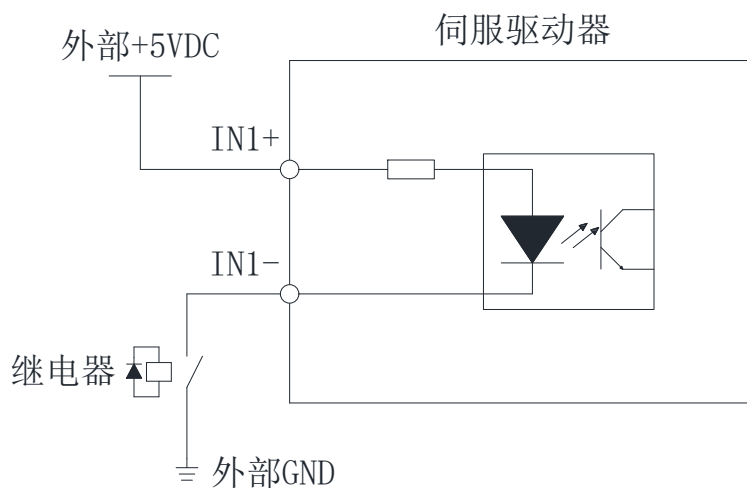 伺服驱动器
外部+5VDC
IN1+
IN1-
继电器
外部GND